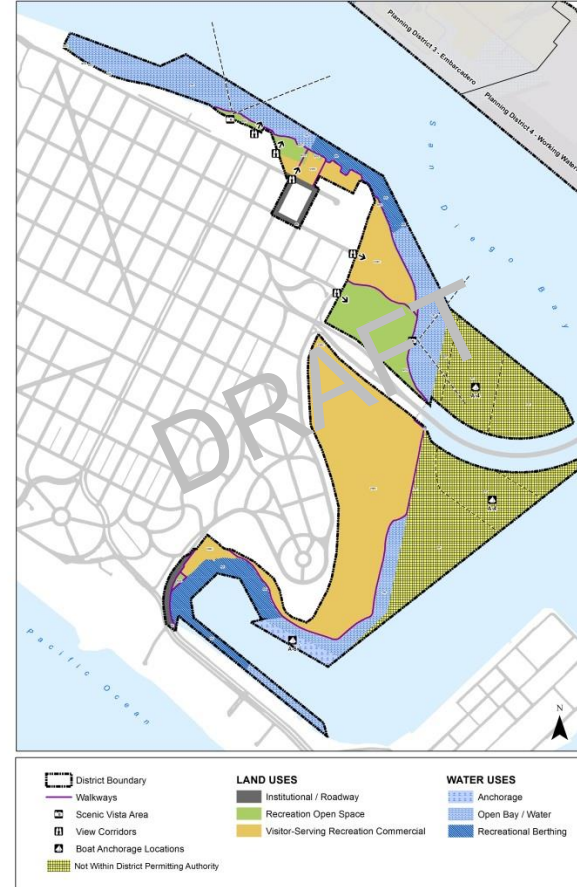 Planning District 3 - Embarcadero
Planning District 4 - Working
San Diego Bay
DRAFT
A-4
Pacific Ocean
N
District Boundary
Walkways
Scenic Vista Area
View Corridors
Boat Anchorage Locations
Not Within District Permitting Authority
LAND USES
Institutional / Roadway
Recreation Open Space
Visitor-Serving Recreation Commercial
WATER USES
Anchorage
Open Bay / Water
Recreational Berthing